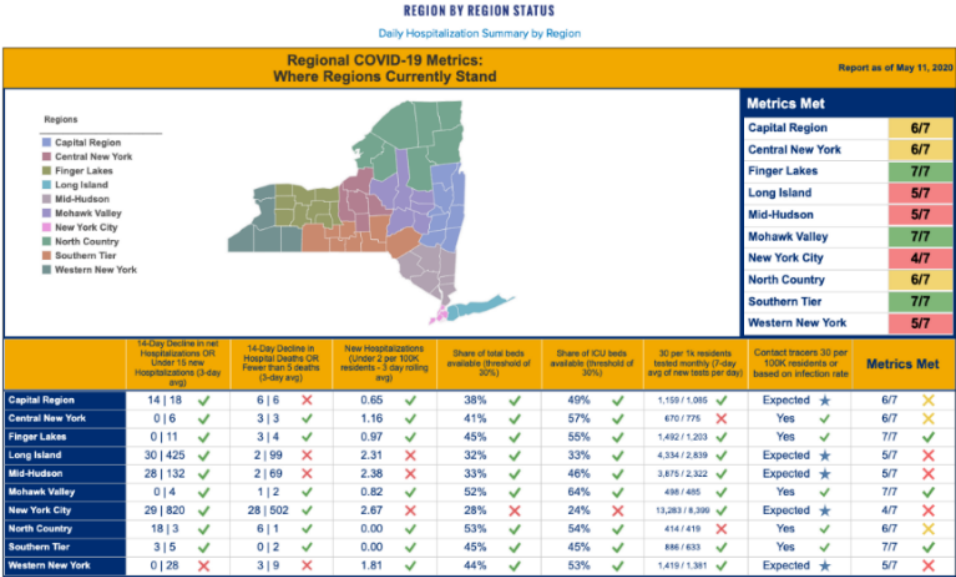 REGION BY REGION STATUS
Daily Hospitalization Summary by Region
Regional COVID-19 Metrics:
Where Regions Currently Stand
Report as of May 11, 2020
Regions
Capital Region
Central New York
Finger Lakes
Long Island
Mid-Hudson
Mohawk Valley
New York City
North Country
Southern Tier
Western New York
Metrics Met
Capital Region 6/7
Central New York 6/7
Finger Lakes 7/7
Long Island 5/7
Mid-Hudson 5/7
Mohawk Valley 7/7
New York City 4/7
North Country 6/7
Southern Tier 7/7
Western New York 5/7
14-Day Decline in net
Hospitalizations OR
Under 15 new
Hospitalizations (3-day
avg)
14-Day Decline in
Hospital Deaths OR
Fewer than 5 deaths
(3-day avg)
New Hospitalizations
(Under 2 per 100K
residents - 3 day rolling
avg)
Share of total beds
available (threshold of
30%)
Share of ICU beds
available (threshold of
30%)
30 per 1k residents
tested monthly (7-day
avg of new tests per day)
Contact tracers 30 per
100K residents or
based on infection rate
Metrics Met
Capital Region 14 | 18 6 | 6 0.65 38% 49% 1,159 / 1,085 Expected 6/7
Central New York 0 | 6 3 | 3 1.16 41% 57% 670 / 775 Yes 6/7
Finger Lakes 0 | 11 3 | 4 0.97 45% 55% 1,492 / 1,203 Yes 7/7
Long Island 30 | 425 2 | 99 2.31 32% 33% 4,334 / 2,839 Expected 5/7
Mid-Hudson 28 | 132 2 | 69 2.38 33% 46% 3,875 / 2,322 Expected 5/7
Mohawk Valley 0 | 4 1 | 2 0.82 52% 64% 498 / 485 Yes 7/7
New York City 29 | 820 28 | 502 2.67 28% 24% 13,283 / 8,399 Expected 4/7
North Country 18 | 3 6 | 1 0.00 53% 54% 414 / 419 Yes 6/7
Southern Tier 3 | 5 0 | 2 0.00 45% 45% 886 / 633 Yes 7/7
Western New York 0 | 28 3 | 9 1.81 44% 53% 1,419 / 1,381 Expected 5/7